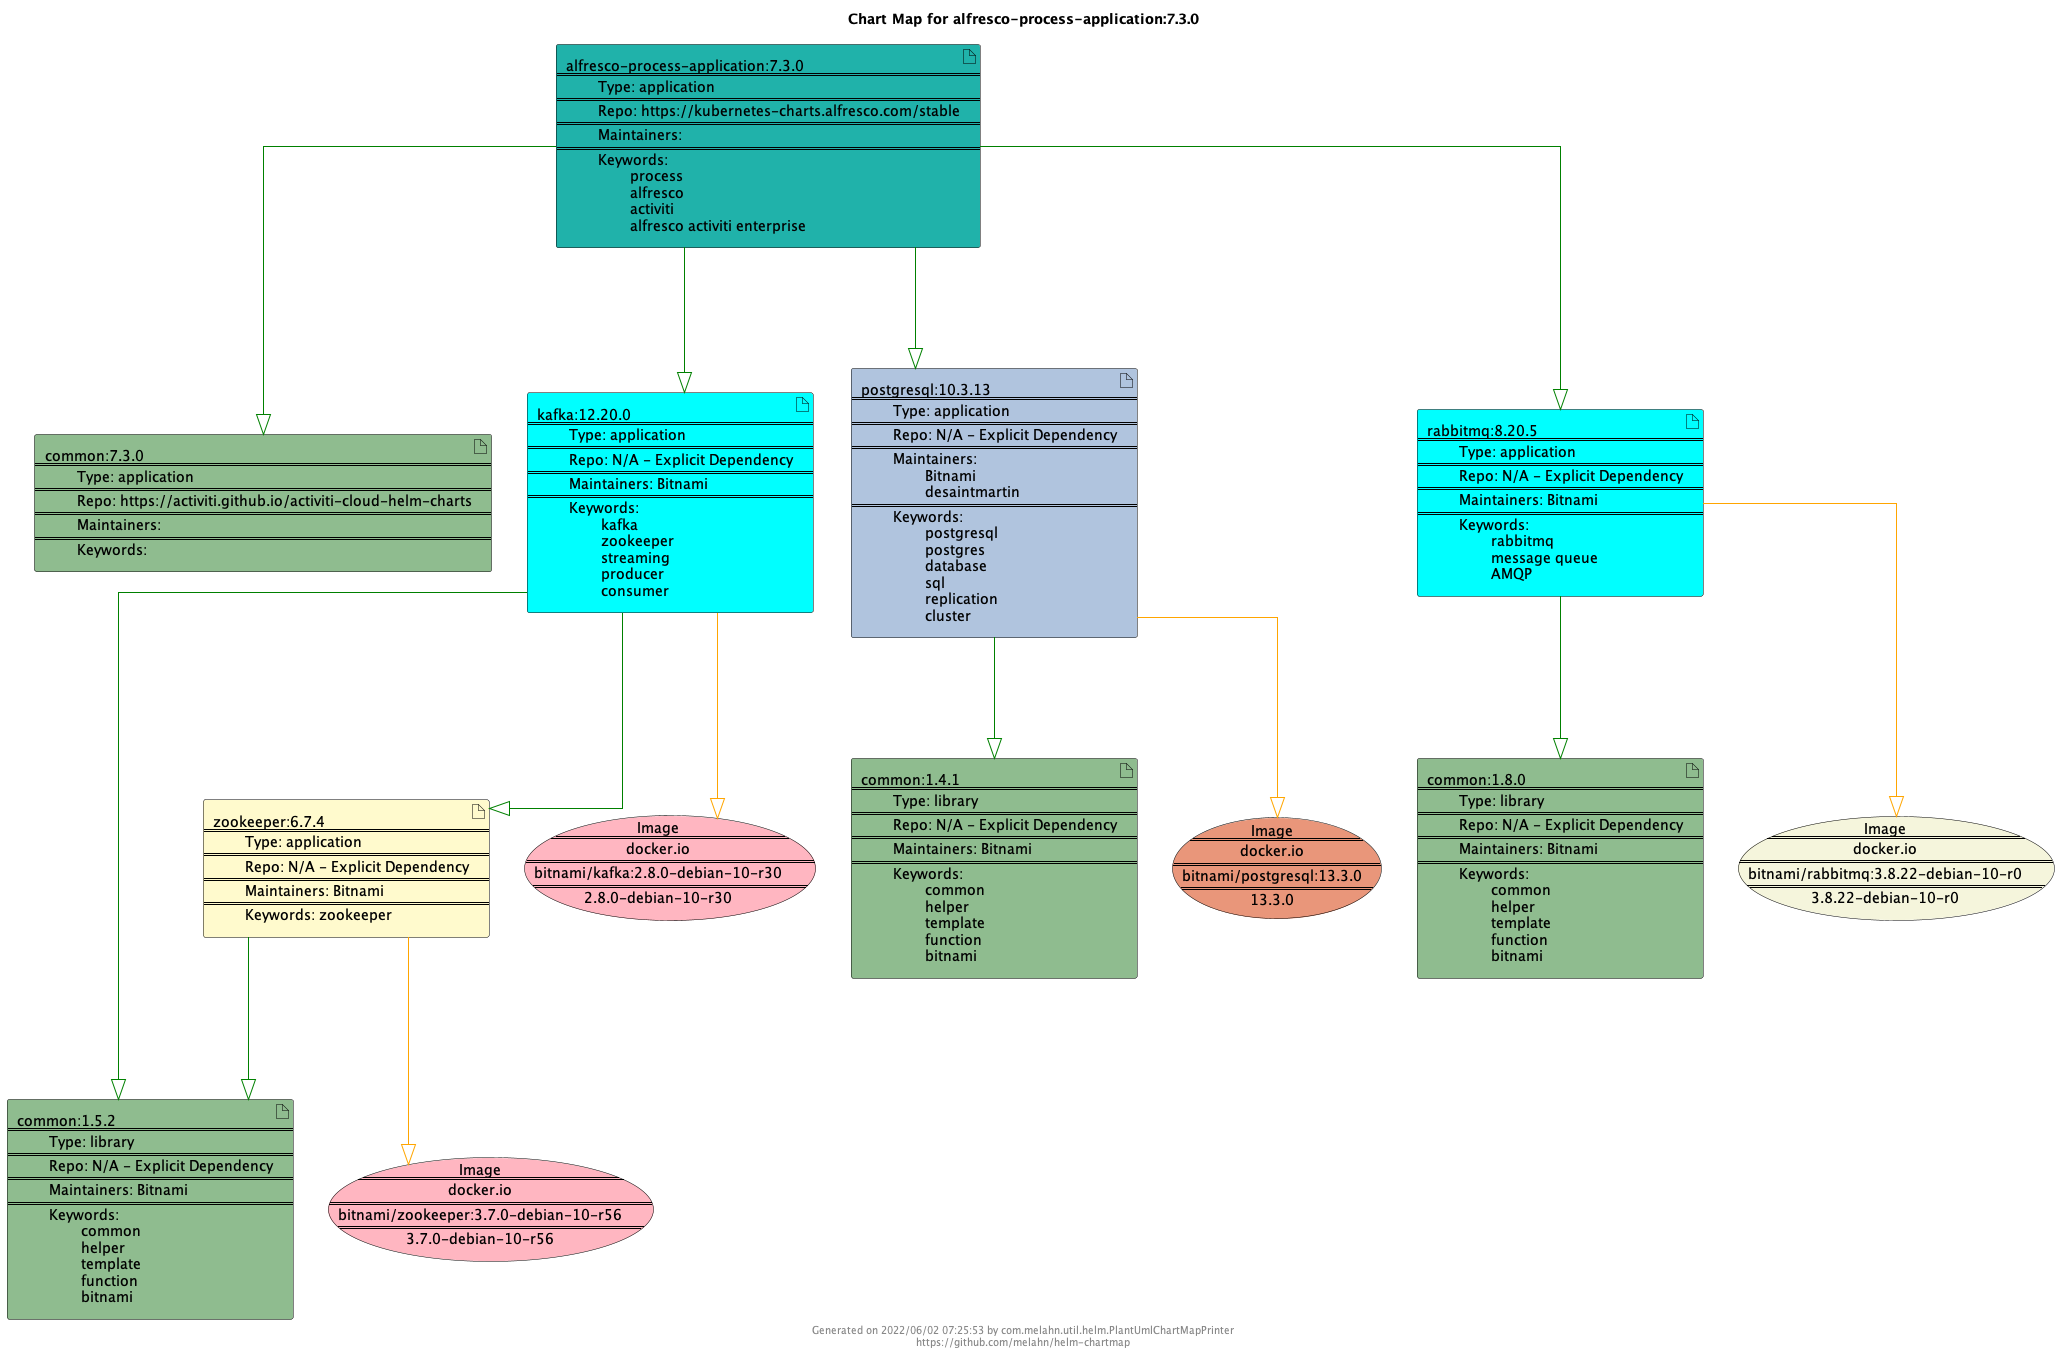 Chart Map for alfresco-process-application:7.3.0
alfresco-process-application:7.3.0
Type: application
Repo: https://kubernetes-charts.alfresco.com/stable
Maintainers:
Keywords:
process
alfresco
activiti
alfresco activiti enterprise
common:7.3.0
Type: application
Repo: https://activiti.github.io/activiti-cloud-helm-charts
Maintainers:
Keywords:
kafka:12.20.0
Type: application
Repo: N/A - Explicit Dependency
Maintainers: Bitnami
Keywords:
kafka
zookeeper
streaming
producer
consumer
postgresql:10.3.13
Type: application
Repo: N/A - Explicit Dependency
Maintainers:
Bitnami
desaintmartin
Keywords:
postgresql
postgres
database
sql
replication
cluster
rabbitmq:8.20.5
Type: application
Repo: N/A - Explicit Dependency
Maintainers: Bitnami
Keywords:
rabbitmq
message queue
AMQP
zookeeper:6.7.4
Type: application
Repo: N/A - Explicit Dependency
Maintainers: Bitnami
Keywords: zookeeper
Image
docker.io
bitnami/kafka:2.8.0-debian-10-r30
2.8.0-debian-10-r30
common:1.4.1
Type: library
Repo: N/A - Explicit Dependency
Maintainers: Bitnami
Keywords:
common
helper
template
function
bitnami
Image
docker.io
bitnami/postgresql:13.3.0
13.3.0
common:1.8.0
Type: library
Repo: N/A - Explicit Dependency
Maintainers: Bitnami
Keywords:
common
helper
template
function
bitnami
Image
docker.io
bitnami/rabbitmq:3.8.22-debian-10-r0
3.8.22-debian-10-r0
common:1.5.2
Type: library
Repo: N/A - Explicit Dependency
Maintainers: Bitnami
Keywords:
common
helper
template
function
bitnami
Image
docker.io
bitnami/zookeeper:3.7.0-debian-10-r56
3.7.0-debian-10-r56
Generated on 2022/06/02 07:25:53 by com.melahn.util.helm.PlantUmlChartMapPrinter
https://github.com/melahn/helm-chartmap